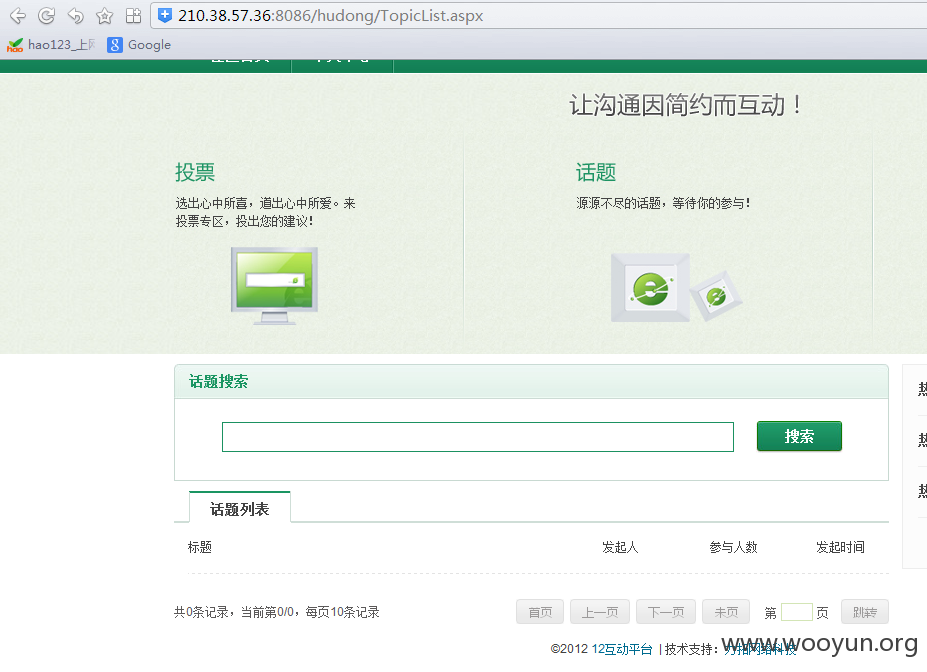 210.38.57.36:8086/hudong/TopicList.aspx
hao123_上网
Google
让沟通因简约而互动！
投票
选出心中所喜，道出心中所爱。来
投票专区，投出您的建议!
话题
源源不尽的话题，等待你的参与!
话题搜索
搜索
热
热
热
话题列表
标题 发起人 参与人数 发起时间
共0条记录，当前第0/0，每页10条记录 首页 上一页 下一页 末页 第 页 跳转
©2012 12互动平台 | 技术支持：
www.wooyun.org